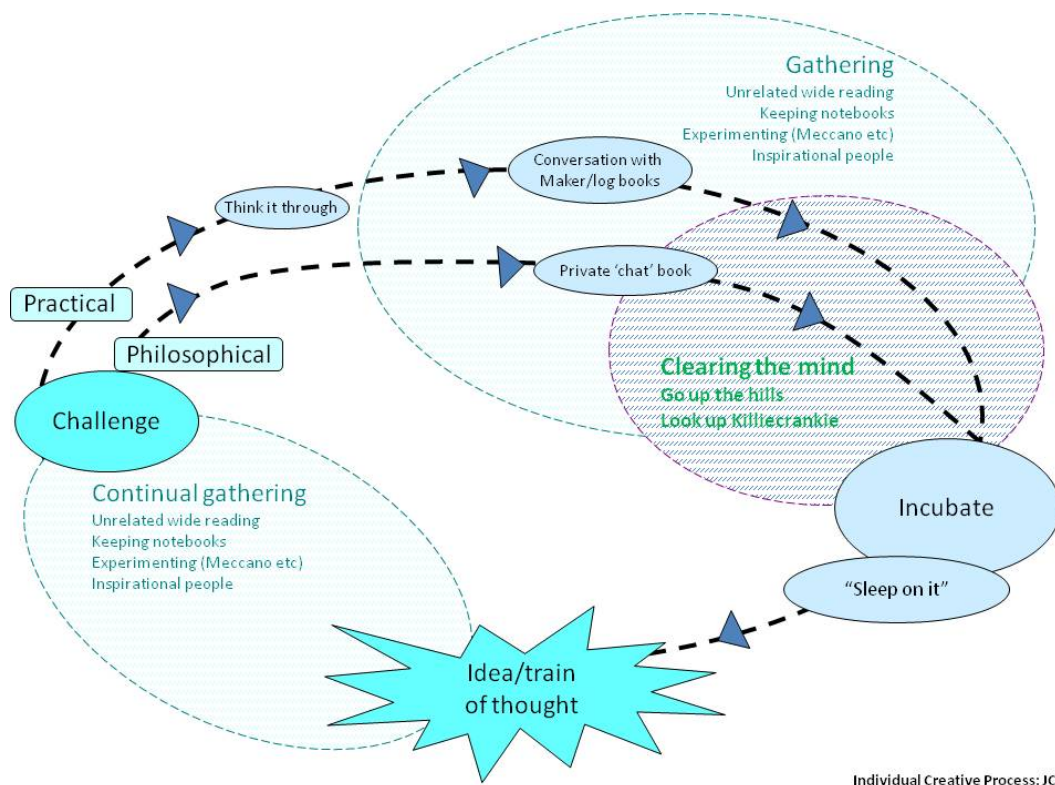 Gathering
Unrelated wide reading
Keeping notebooks
Experimenting (Meccano etc)
Inspirational people
Conversation with
Maker/log books
Think it through
Private ‘chat’ book
Practical
Philosophical
Challenge
Clearing the mind
Go up the hills
Look up Killiecrankie
Continual gathering
Unrelated wide reading
Keeping notebooks
Experimenting (Meccano etc)
Inspirational people
Incubate
“Sleep on it”
Idea/train
of thought
Individual Creative Process: JC